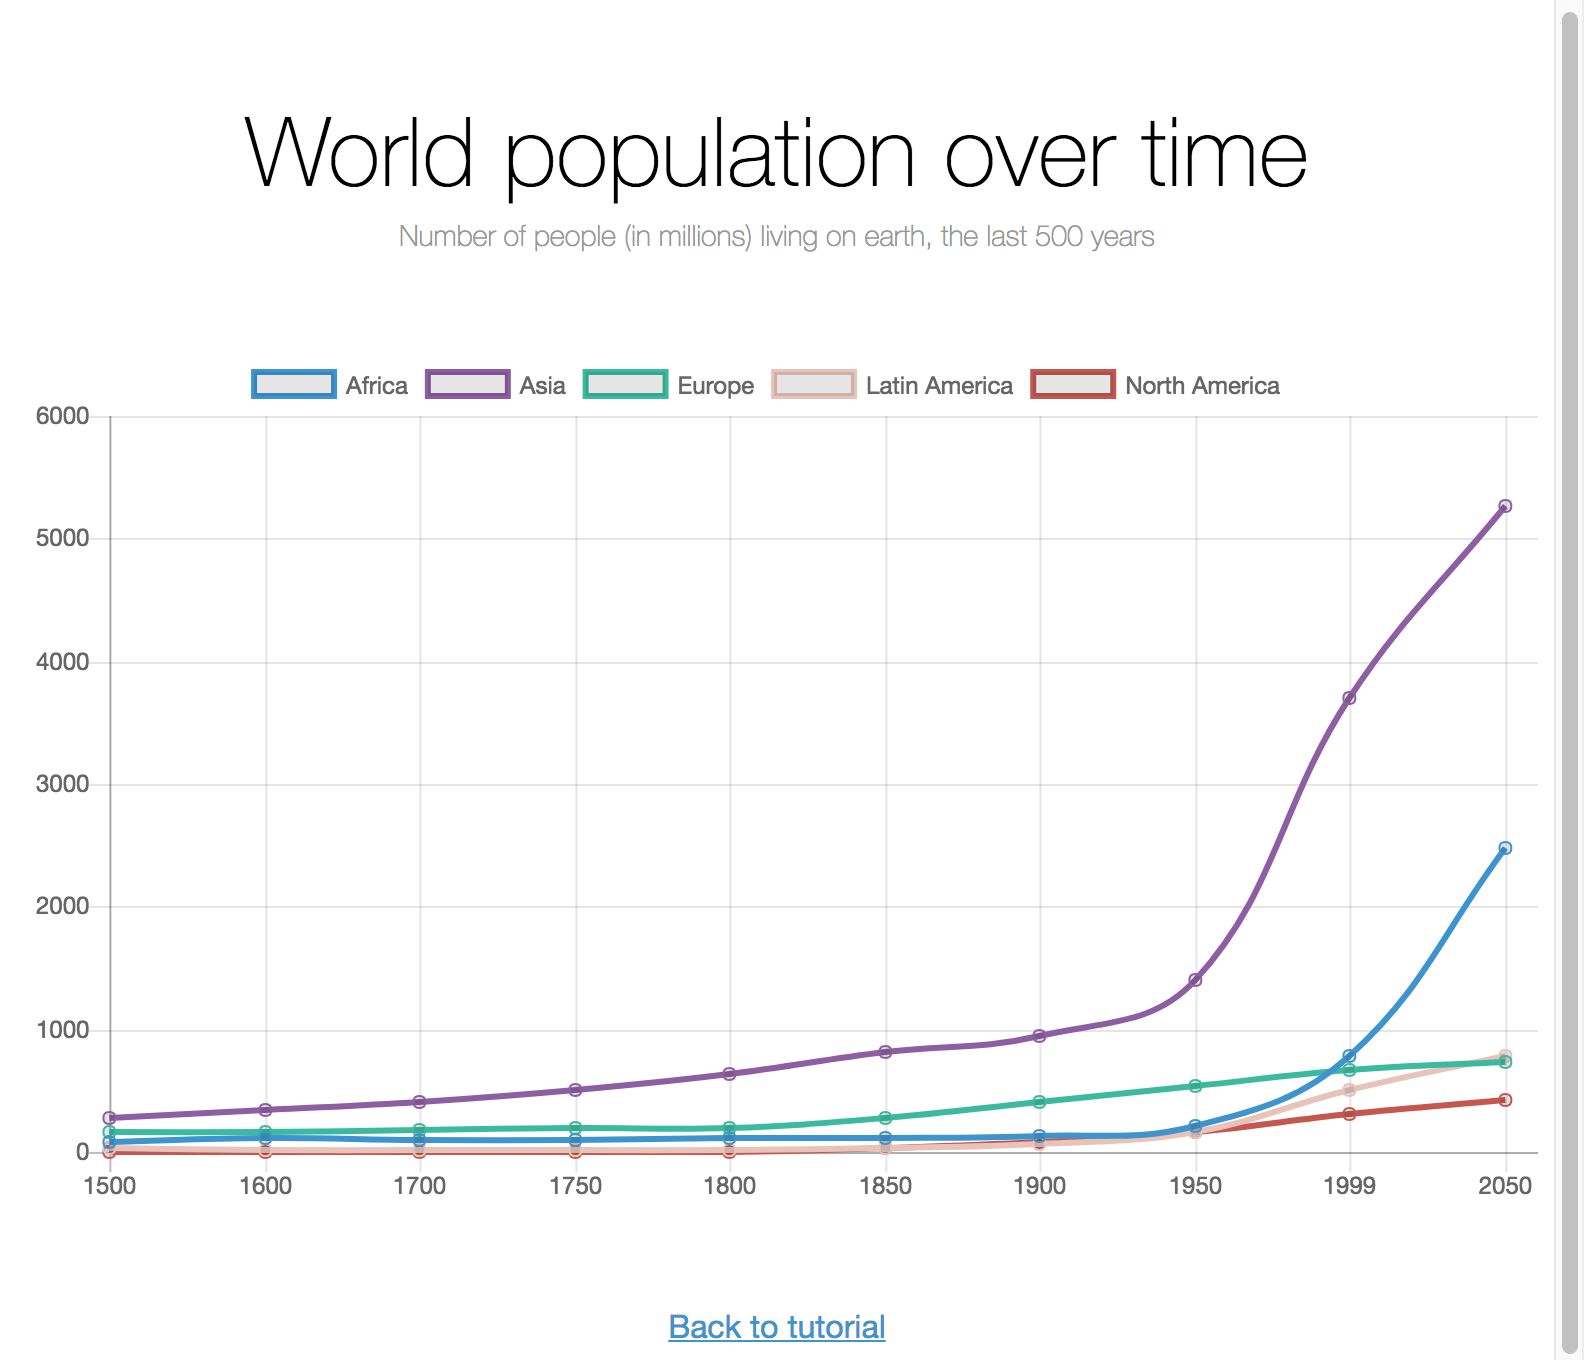 World population over time
Number of people (in millions) living on earth, the last 500 years
Africa Asia Europe Latin America North America
6000
5000
4000
3000
2000
1000
0
1500 1600 1700 1750 1800 1850 1900 1950 1999 2050
Back to tutorial